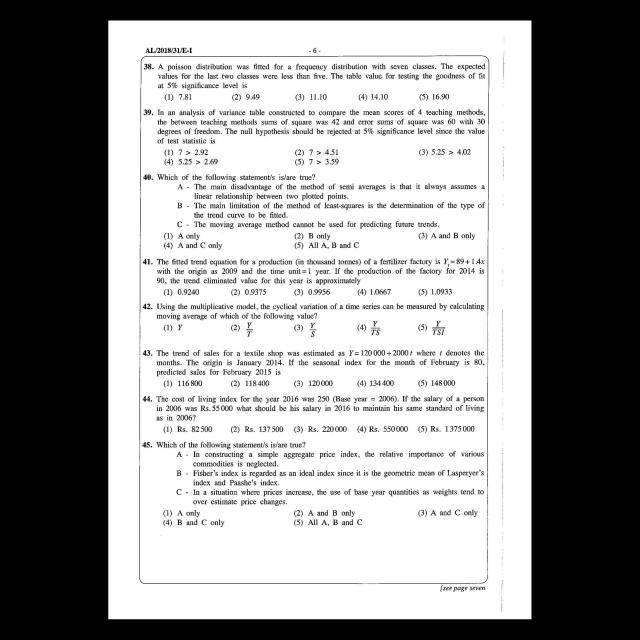 AL/2018/31/E-I
- 6 -
38. A poisson distribution was fitted for a frequency distribution with seven classes. The expected
values for the last two classes were less than five. The table value for testing the goodness of fit
at 5% significance level is
(1) 7.81 (2) 9.49 (3) 11.10 (4) 14.10 (5) 16.90
39. In an analysis of variance table constructed to compare the mean scores of 4 teaching methods,
the between teaching methods sums of square was 42 and error sums of square was 60 with 30
degrees of freedom. The null hypothesis should be rejected at 5% significance level since the value
of test statistic is
(1) 7 > 2.92 (2) 7 > 4.51 (3) 5.25 > 4.02
(4) 5.25 > 2.69 (5) 7 > 3.59
40. Which of the following statement/s is/are true?
A - The main disadvantage of the method of semi averages is that it always assumes a
linear relationship between two plotted points.
B - The main limitation of the method of least-squares is the determination of the type of
the trend curve to be fitted.
C - The moving average method cannot be used for predicting future trends.
(1) A only (2) B only (3) A and B only
(4) A and C only (5) All A, B and C
41. The fitted trend equation for a production (in thousand tonnes) of a fertilizer factory is Yt = 89 + 1.4x
with the origin as 2009 and the time unit = 1 year. If the production of the factory for 2014 is
90, the trend eliminated value for this year is approximately
(1) 0.9240 (2) 0.9375 (3) 0.9956 (4) 1.0667 (5) 1.0933
42. Using the multiplicative model, the cyclical variation of a time series can be measured by calculating
moving average of which of the following value?
(1) Y (2) Y/T (3) Y/S (4) Y/TS (5) Y/TSI
43. The trend of sales for a textile shop was estimated as Y = 120 000 + 2000 t where t denotes the
months. The origin is January 2014. If the seasonal index for the month of February is 80,
predicted sales for February 2015 is
(1) 116 800 (2) 118 400 (3) 120 000 (4) 134 400 (5) 148 000
44. The cost of living index for the year 2016 was 250 (Base year = 2006). If the salary of a person
in 2006 was Rs. 55 000 what should be his salary in 2016 to maintain his same standard of living
as in 2006?
(1) Rs. 82 500 (2) Rs. 137 500 (3) Rs. 220 000 (4) Rs. 550 000 (5) Rs. 1 375 000
45. Which of the following statement/s is/are true?
A - In constructing a simple aggregate price index, the relative importance of various
commodities is neglected.
B - Fisher's index is regarded as an ideal index since it is the geometric mean of Lasperyer's
index and Paashe's index.
C - In a situation where prices increase, the use of base year quantities as weights tend to
over estimate price changes.
(1) A only (2) A and B only (3) A and C only
(4) B and C only (5) All A, B and C
[see page seven